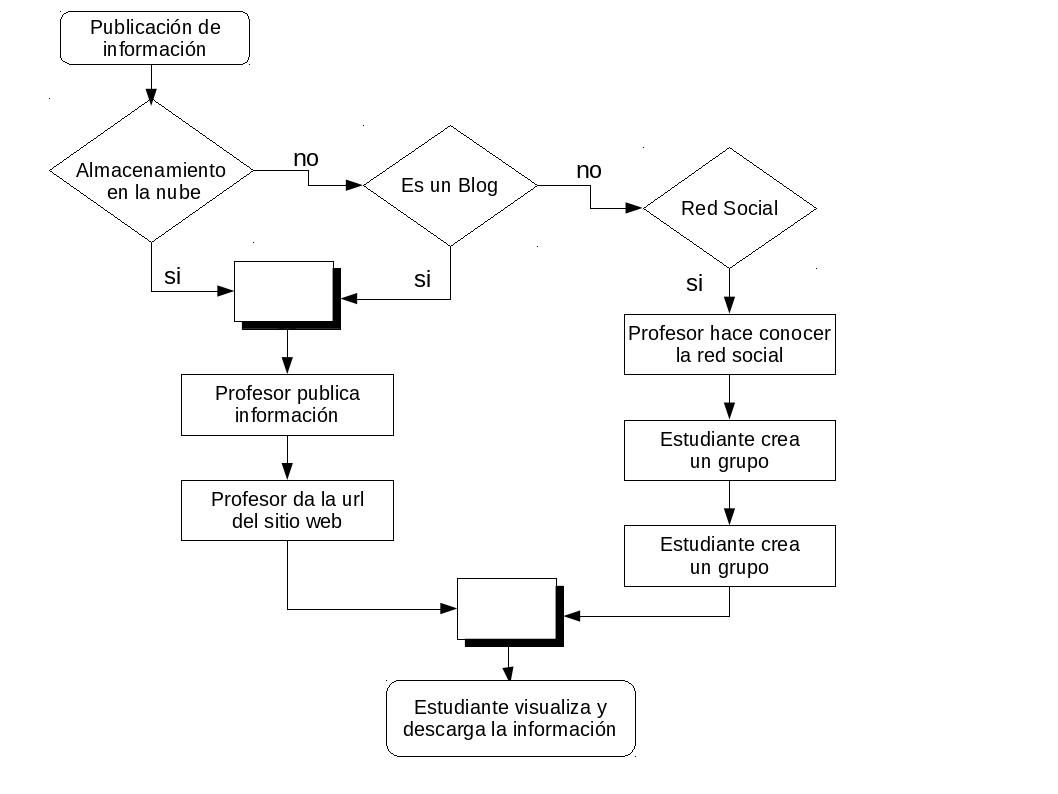 Publicación de
información
Almacenamiento
en la nube
no
Es un Blog
no
Red Social
si
si
si
Profesor hace conocer
la red social
Profesor publica
información
Estudiante crea
un grupo
Profesor da la url
del sitio web
Estudiante crea
un grupo
Estudiante visualiza y
descarga la información